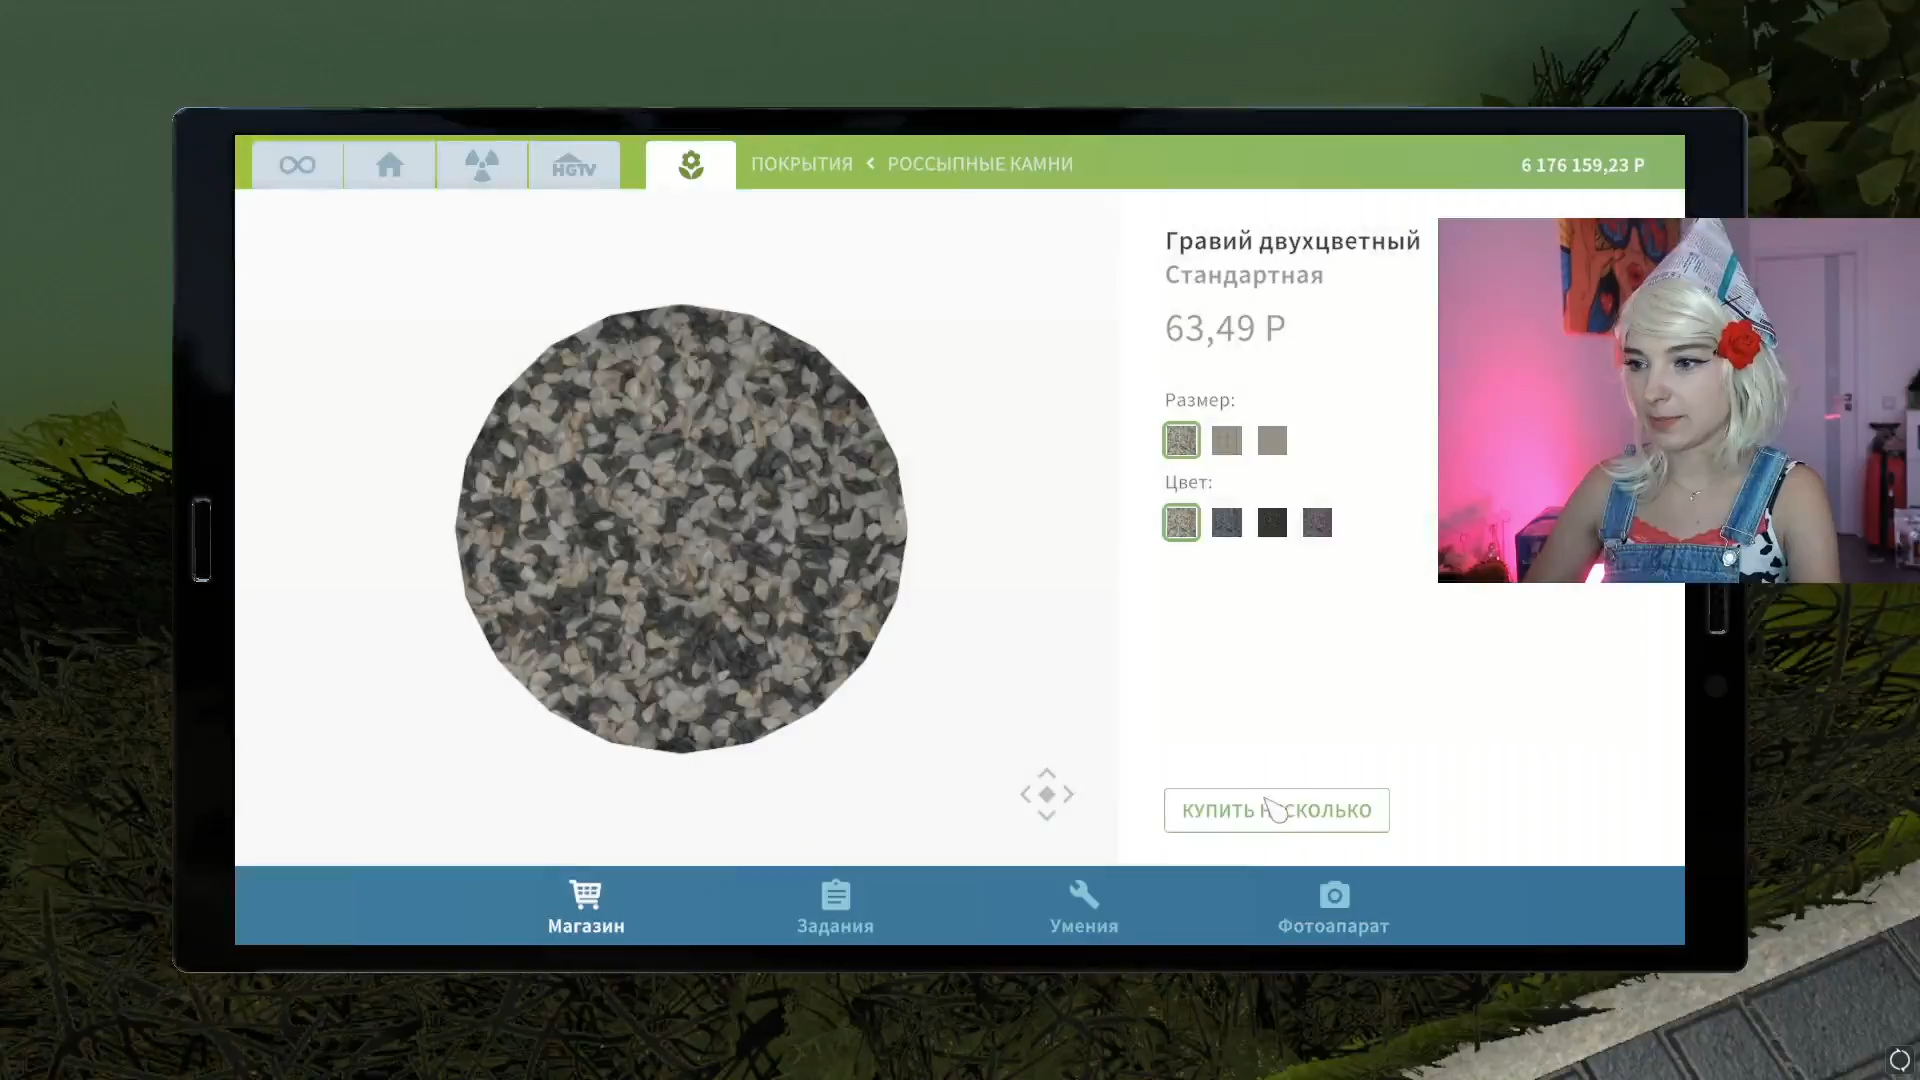 HGTV
ПОКРЫТИЯ < РОССЫПНЫЕ КАМНИ
6 176 159,23 Р
Гравий двухцветный
Стандартная
63,49 Р
Размер:
Цвет:
КУПИТЬ НЕСКОЛЬКО
Магазин
Задания
Умения
Фотоапарат